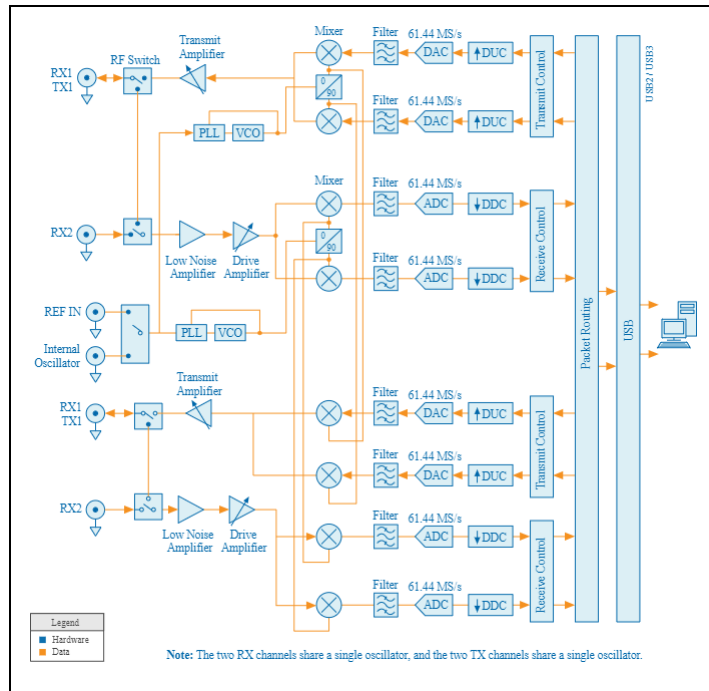 Mixer
Filter 61.44 MS/s
Transmit
Amplifier
RF Switch
RX1
TX1
DAC
DUC
0
90
Transmit Control
USB2 / USB3
Filter 61.44 MS/s
DAC
DUC
PLL
VCO
Mixer
Filter 61.44 MS/s
ADC
DDC
RX2
0
90
Receive Control
Low Noise
Amplifier
Drive
Amplifier
Filter 61.44 MS/s
ADC
DDC
REF IN
Internal
Oscillator
PLL
VCO
Packet Routing
USB
Transmit
Amplifier
RX1
TX1
Filter 61.44 MS/s
DAC
DUC
Transmit Control
Filter 61.44 MS/s
DAC
DUC
RX2
Low Noise
Amplifier
Drive
Amplifier
Filter 61.44 MS/s
ADC
DDC
Receive Control
Filter 61.44 MS/s
ADC
DDC
Legend
Hardware
Data
Note: The two RX channels share a single oscillator, and the two TX channels share a single oscillator.